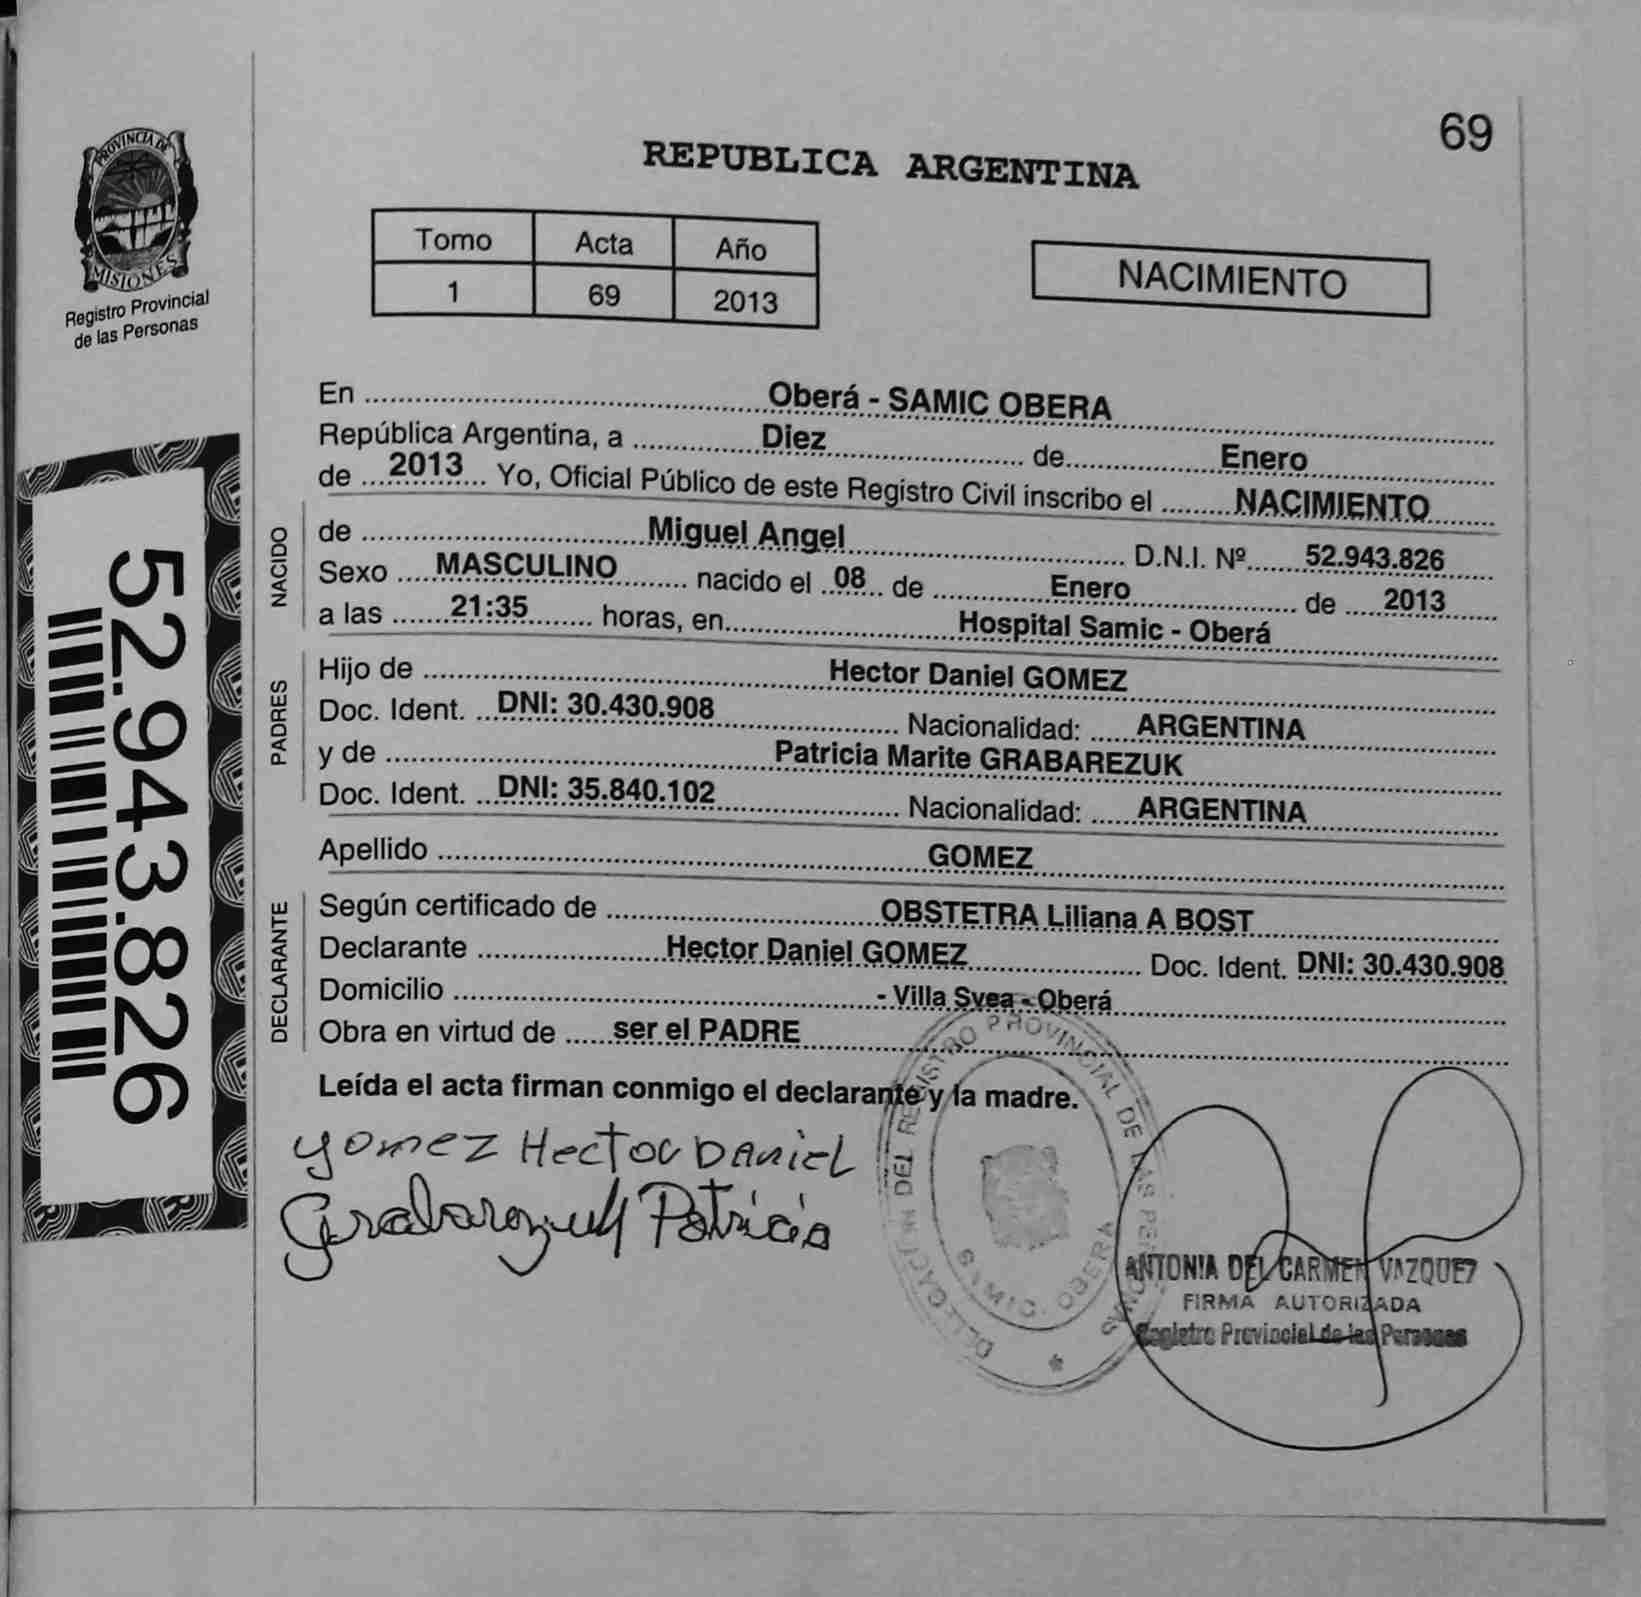 69
REPUBLICA ARGENTINA
PROVINCIA DE
MISIONES
Registro Provincial
de las Personas
Tomo Acta Año
1 69 2013
NACIMIENTO
En Oberá - SAMIC OBERA
República Argentina, a Diez de Enero
de 2013 Yo, Oficial Público de este Registro Civil inscribo el NACIMIENTO
NACIDO
de Miguel Angel D.N.I. Nº 52.943.826
Sexo MASCULINO nacido el 08 de Enero de 2013
a las 21:35 horas, en Hospital Samic - Oberá
PADRES
Hijo de Hector Daniel GOMEZ
Doc. Ident. DNI: 30.430.908 Nacionalidad: ARGENTINA
y de Patricia Marite GRABAREZUK
Doc. Ident. DNI: 35.840.102 Nacionalidad: ARGENTINA
Apellido GOMEZ
DECLARANTE
Según certificado de OBSTETRA Liliana A BOST
Declarante Hector Daniel GOMEZ Doc. Ident. DNI: 30.430.908
Domicilio - Villa Svea - Oberá
Obra en virtud de ser el PADRE
Leída el acta firman conmigo el declarante y la madre.
52.943.826
Gomez Hector Daniel
Grabarezuk Patricia
DELEGACION DEL REGISTRO PROVINCIAL DE LAS PERSONAS
SAMIC. OBERA
ANTONIA DEL CARMEN VAZQUEZ
FIRMA AUTORIZADA
Registro Provincial de las Personas